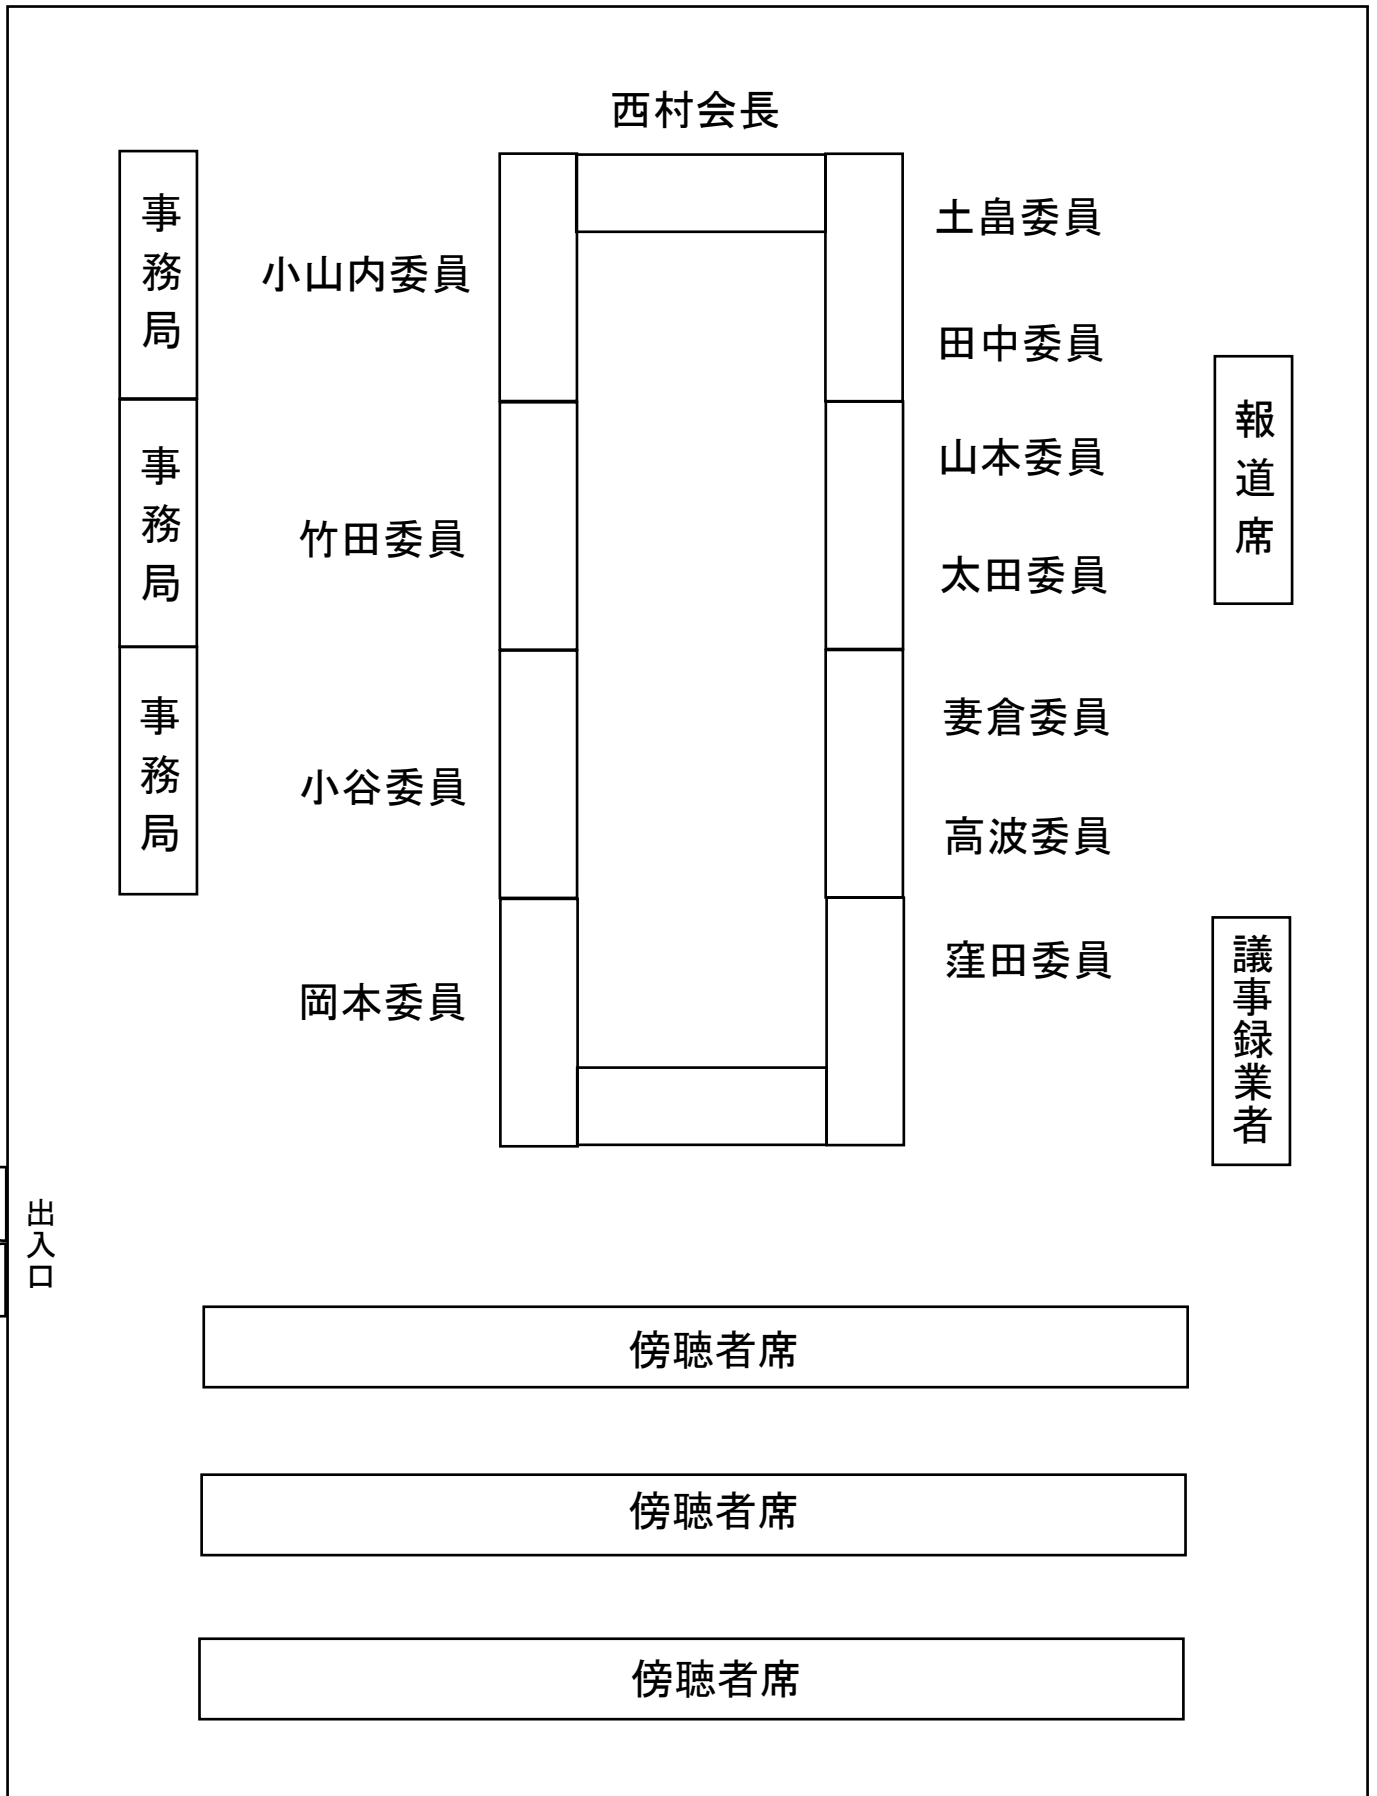 西村会長
事務局
事務局
事務局
小山内委員
竹田委員
小谷委員
岡本委員
土畠委員
田中委員
山本委員
太田委員
妻倉委員
高波委員
窪田委員
報道席
議事録業者
出入口
傍聴者席
傍聴者席
傍聴者席